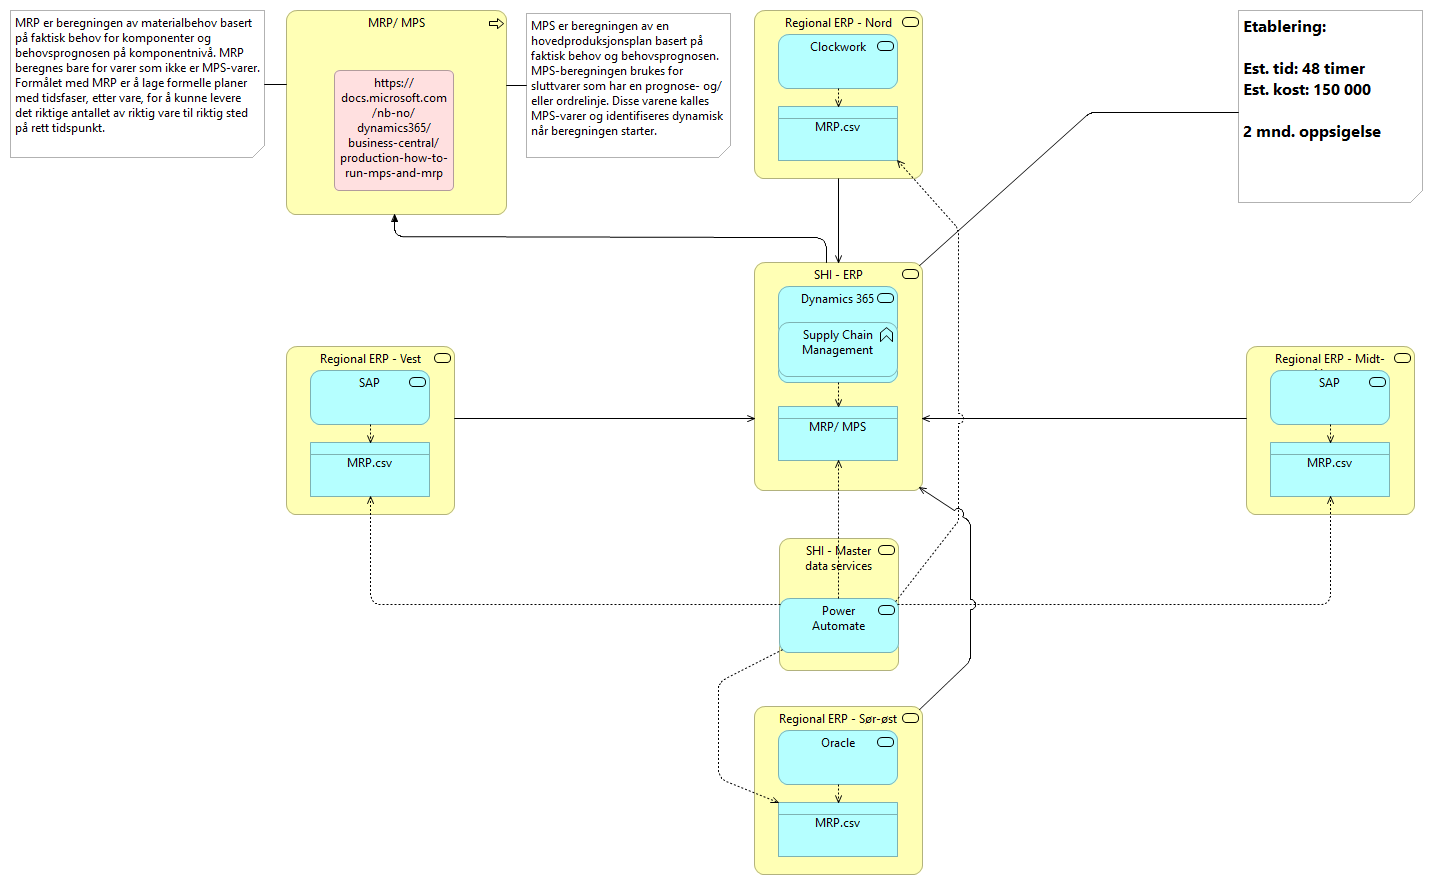 MRP er beregningen av materialbehov basert
på faktisk behov for komponenter og
behovsprognosen på komponentnivå. MRP
beregnes bare for varer som ikke er MPS-varer.
Formålet med MRP er å lage formelle planer
med tidsfaser, etter vare, for å kunne levere
det riktige antallet av riktig vare til riktig sted
på rett tidspunkt.
MRP/ MPS
https://
docs.microsoft.com
/nb-no/
dynamics365/
business-central/
production-how-to-
run-mps-and-mrp
MPS er beregningen av en
hovedproduksjonsplan basert på
faktisk behov og behovsprognosen.
MPS-beregningen brukes for
sluttvarer som har en prognose- og/
eller ordrelinje. Disse varene kalles
MPS-varer og identifiseres dynamisk
når beregningen starter.
Regional ERP - Nord
Clockwork
MRP.csv
Etablering:
Est. tid: 48 timer
Est. kost: 150 000
2 mnd. oppsigelse
SHI - ERP
Dynamics 365
Supply Chain
Management
MRP/ MPS
Regional ERP - Vest
SAP
MRP.csv
Regional ERP - Midt-
SAP
MRP.csv
SHI - Master
data services
Power
Automate
Regional ERP - Sør-øst
Oracle
MRP.csv